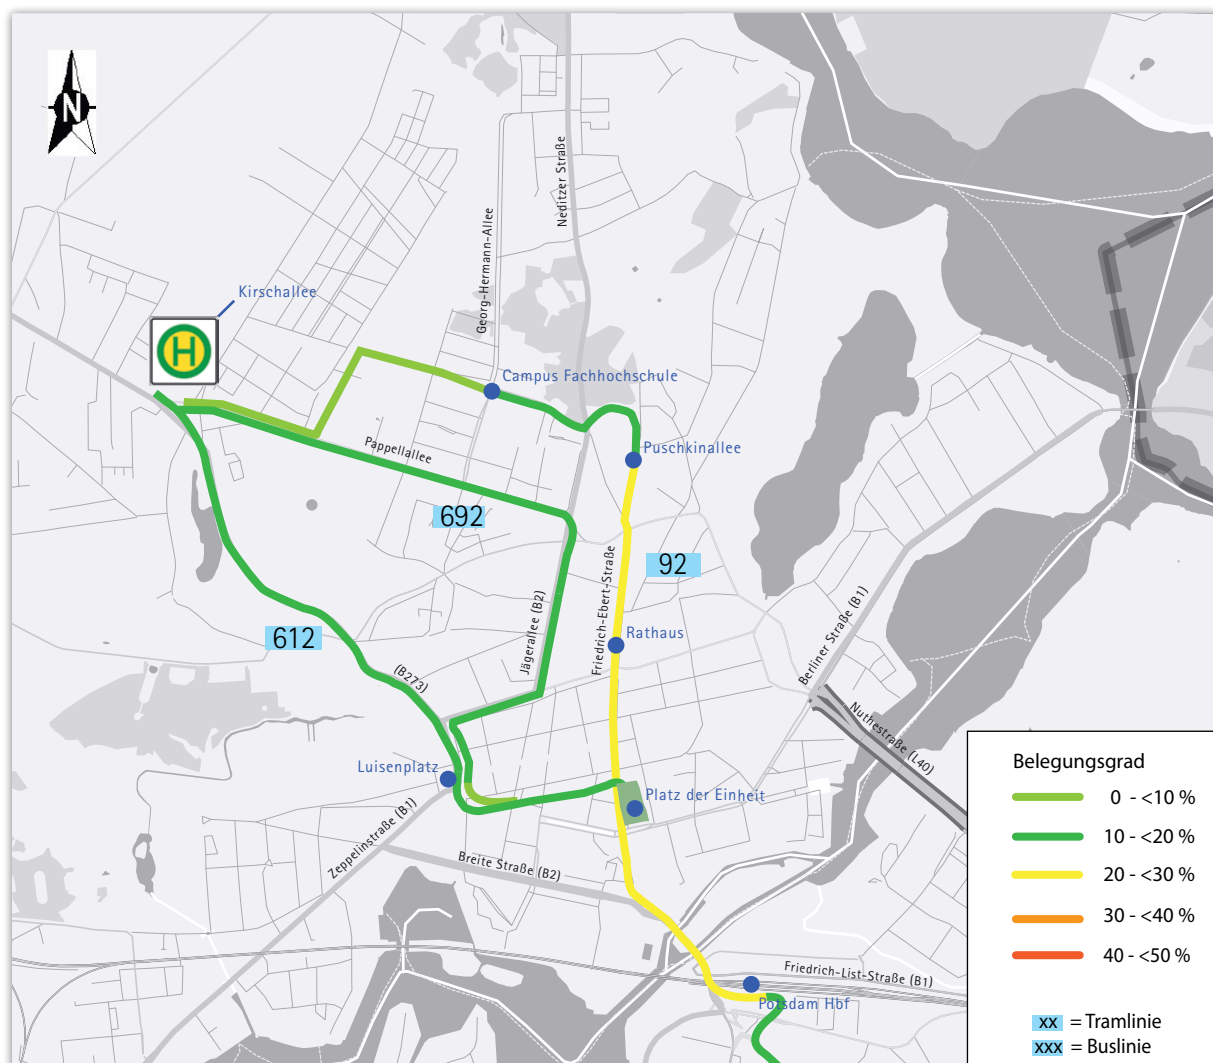 N
Neditzer Straße
Georg-Hermann-Allee
Kirschallee
H
Campus Fachhochschule
Pappellallee
Puschkinallee
692
92
Friedrich-Ebert-Straße
Jägerallee (B2)
612
Rathaus
Berliner Straße (B1)
(B273)
Nuthestraße (L40)
Luisenplatz
Platz der Einheit
Zeppelinstraße (B1)
Breite Straße (B2)
Friedrich-List-Straße (B1)
Potsdam Hbf
Belegungsgrad
0 - <10 %
10 - <20 %
20 - <30 %
30 - <40 %
40 - <50 %
xx = Tramlinie
xxx = Buslinie